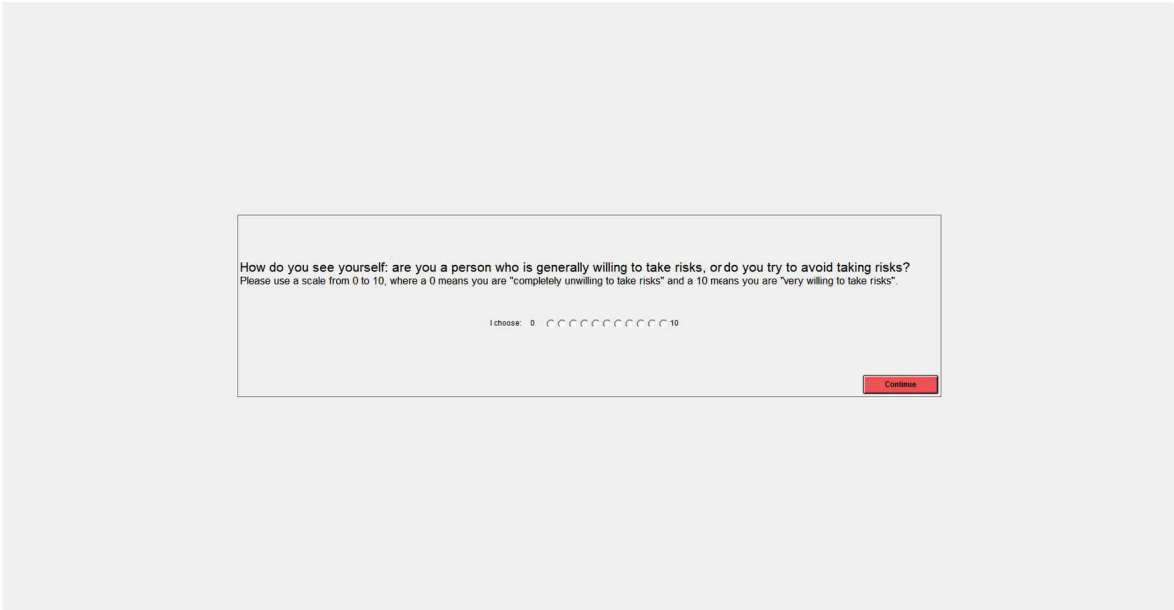 How do you see yourself: are you a person who is generally willing to take risks, or do you try to avoid taking risks?
Please use a scale from 0 to 10, where a 0 means you are "completely unwilling to take risks" and a 10 means you are "very willing to take risks".
I choose: 0 10
Continue